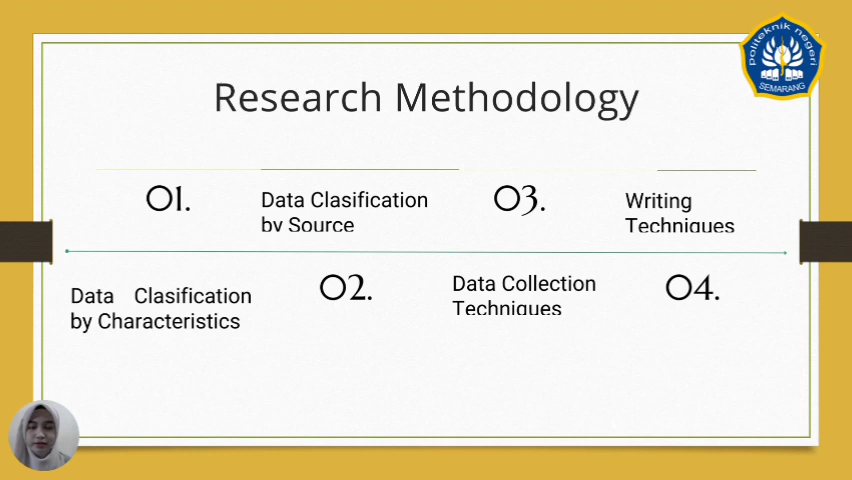 politeknik negeri
SEMARANG
Research Methodology
01.
Data Clasification
by Source
03.
Writing
Techniques
Data Clasification
by Characteristics
02.
Data Collection
Techniques
04.